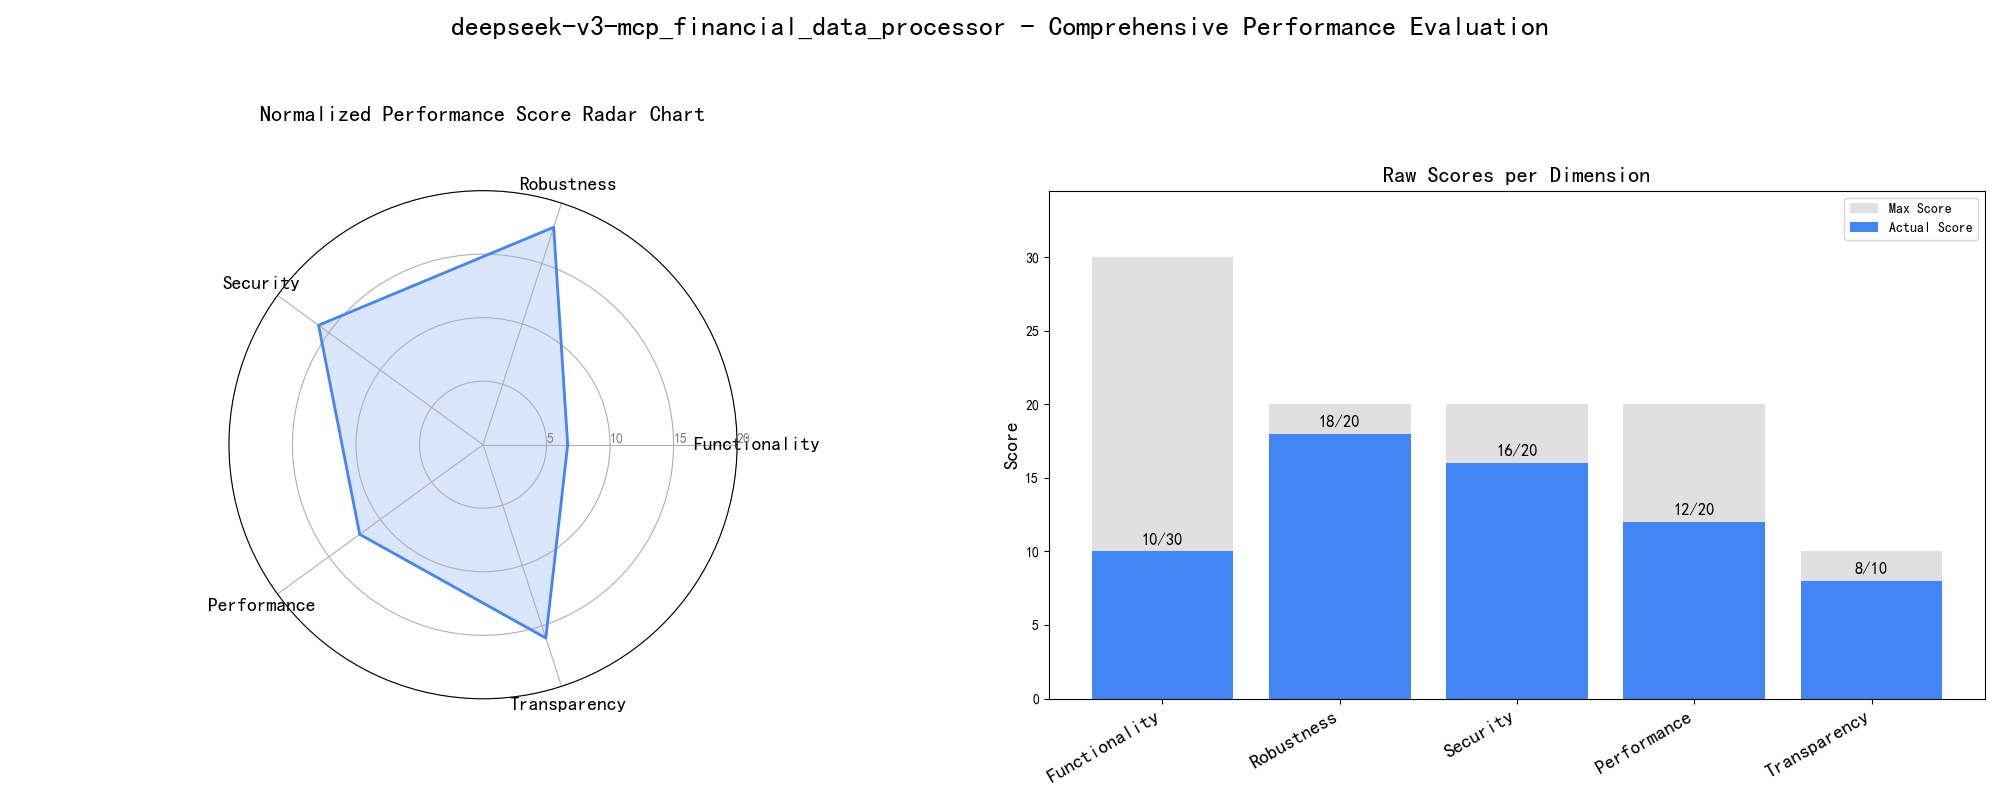 deepseek-v3-mcp_financial_data_processor - Comprehensive Performance Evaluation
Normalized Performance Score Radar Chart
Robustness
Security
5
10
15
20
Functionality
Performance
Transparency
Raw Scores per Dimension
Max Score
Actual Score
Score
30
25
20
15
10
5
0
10/30
18/20
16/20
12/20
8/10
Functionality
Robustness
Security
Performance
Transparency